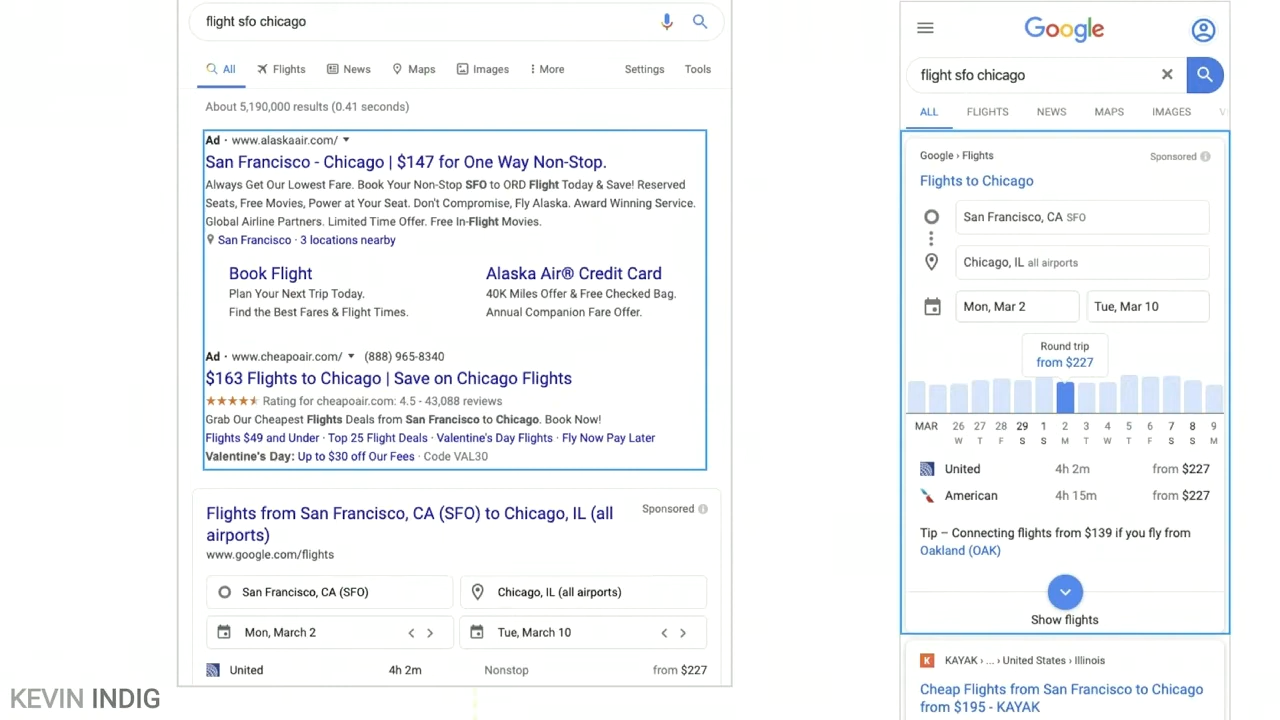 flight sfo chicago
All Flights News Maps Images More Settings Tools
About 5,190,000 results (0.41 seconds)
Ad · www.alaskaair.com/
San Francisco - Chicago | $147 for One Way Non-Stop.
Always Get Our Lowest Fare. Book Your Non-Stop SFO to ORD Flight Today & Save! Reserved
Seats, Free Movies, Power at Your Seat. Don't Compromise, Fly Alaska. Award Winning Service.
Global Airline Partners. Limited Time Offer. Free In-Flight Movies.
San Francisco · 3 locations nearby
Book Flight
Plan Your Next Trip Today.
Find the Best Fares & Flight Times.
Alaska Air® Credit Card
40K Miles Offer & Free Checked Bag.
Annual Companion Fare Offer.
Ad · www.cheapoair.com/ (888) 965-8340
$163 Flights to Chicago | Save on Chicago Flights
Rating for cheapoair.com: 4.5 - 43,088 reviews
Grab Our Cheapest Flights Deals from San Francisco to Chicago. Book Now!
Flights $49 and Under · Top 25 Flight Deals · Valentine's Day Flights · Fly Now Pay Later
Valentine's Day: Up to $30 off Our Fees · Code VAL30
Flights from San Francisco, CA (SFO) to Chicago, IL (all
airports)
Sponsored
www.google.com/flights
San Francisco, CA (SFO) Chicago, IL (all airports)
Mon, March 2 Tue, March 10
United 4h 2m Nonstop from $227
KEVIN INDIG
Google
flight sfo chicago
ALL FLIGHTS NEWS MAPS IMAGES V
Google › Flights Sponsored
Flights to Chicago
San Francisco, CA SFO
Chicago, IL all airports
Mon, Mar 2 Tue, Mar 10
Round trip
from $227
MAR 26 27 28 29 1 2 3 4 5 6 7 8 9
W T F S S M T W T F S S M
United 4h 2m from $227
American 4h 15m from $227
Tip – Connecting flights from $139 if you fly from
Oakland (OAK)
Show flights
K KAYAK › ... › United States › Illinois
Cheap Flights from San Francisco to Chicago
from $195 - KAYAK